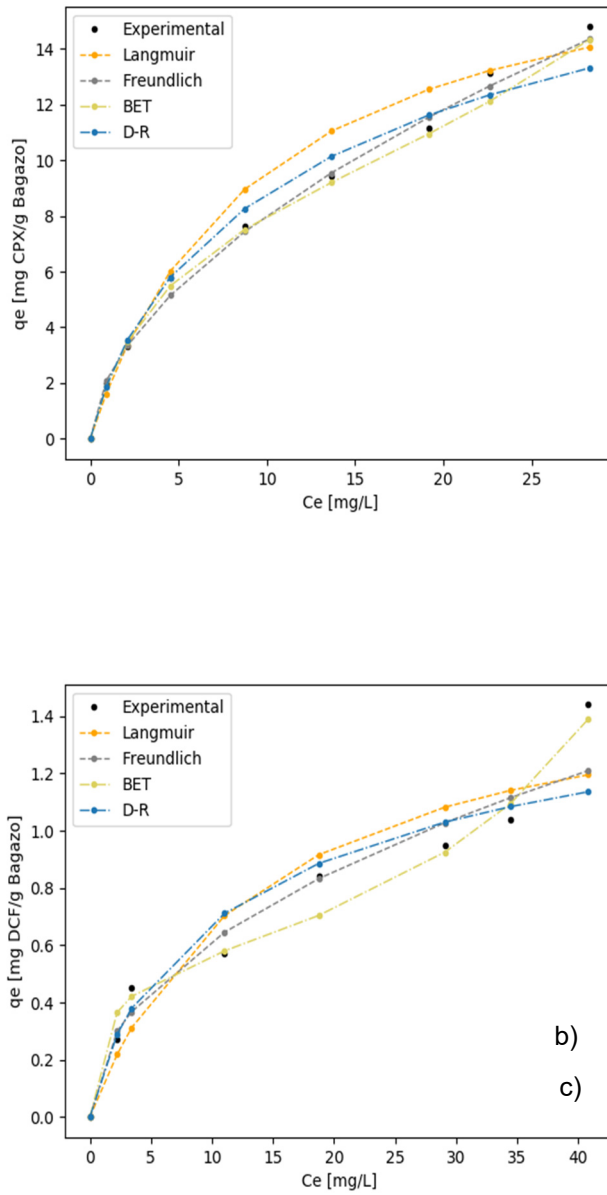 Experimental
Langmuir
Freundlich
BET
D-R
14
12
10
8
6
4
2
0
qe [mg CPX/g Bagazo]
0 5 10 15 20 25
Ce [mg/L]
Experimental
Langmuir
Freundlich
BET
D-R
1.4
1.2
1.0
0.8
0.6
0.4
0.2
0.0
qe [mg DCF/g Bagazo]
b)
c)
0 5 10 15 20 25 30 35 40
Ce [mg/L]